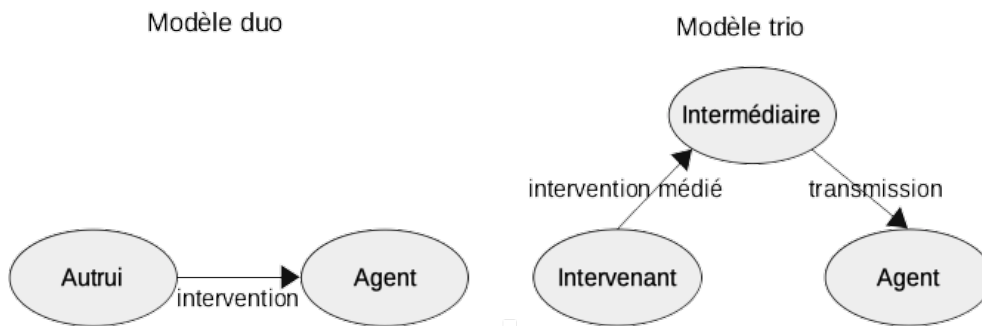 Modèle duo
Autrui
intervention
Agent
Modèle trio
Intermédiaire
intervention médié
transmission
Intervenant
Agent